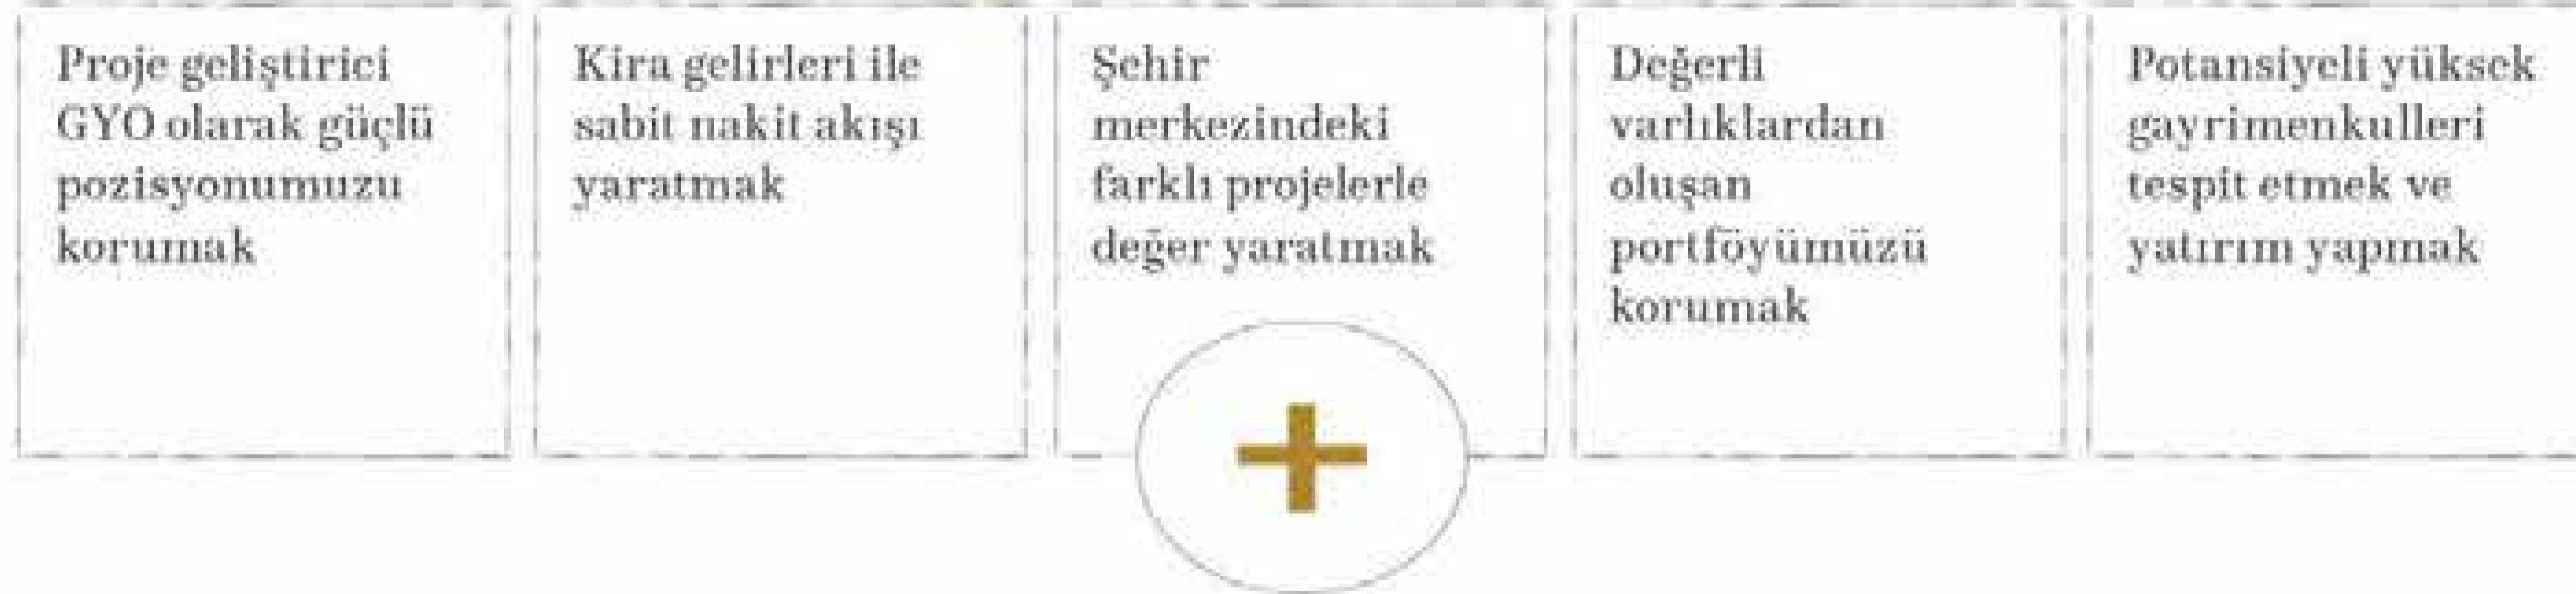 Proje geliştirici
GYO olarak güçlü
pozisyonumuzu
korumak
Kira gelirleri ile
sabit nakit akışı
yaratmak
Şehir
merkezindeki
farklı projelerle
değer yaratmak
Değerli
varlıklardan
oluşan
portföyümüzü
korumak
Potansiyeli yüksek
gayrimenkulleri
tespit etmek ve
yatırım yapmak
+